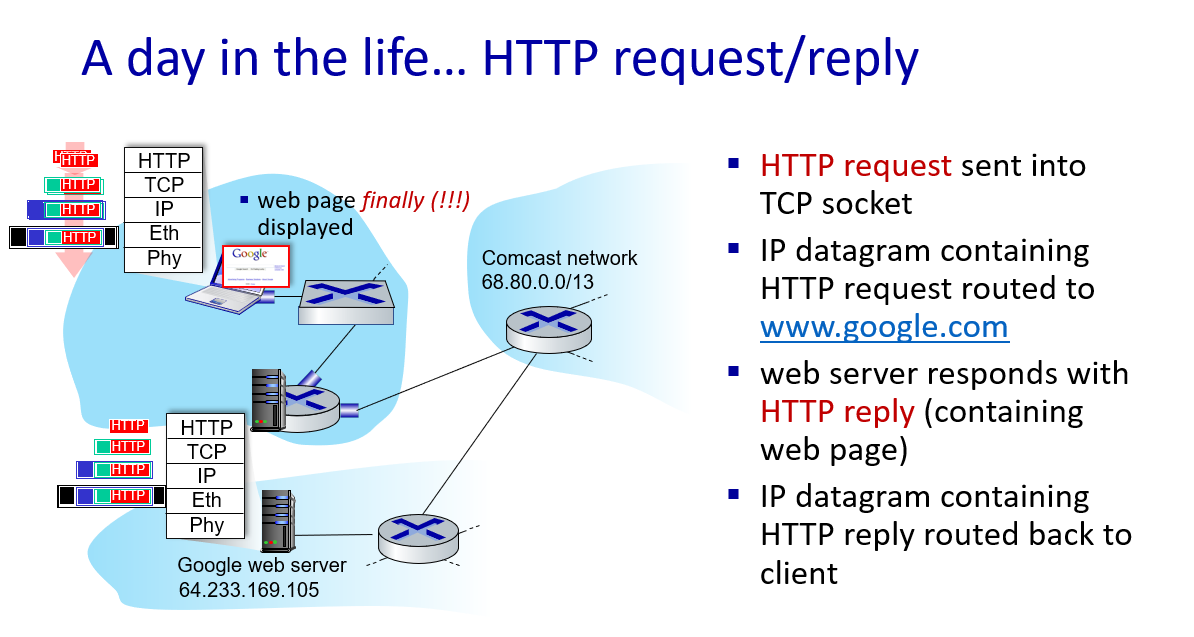 A day in the life… HTTP request/reply
HTTP
HTTP
HTTP
HTTP
HTTP
HTTP
TCP
IP
Eth
Phy
▪ web page finally (!!!)
displayed
Google
Comcast network
68.80.0.0/13
HTTP
HTTP
HTTP
HTTP
HTTP
TCP
IP
Eth
Phy
Google web server
64.233.169.105
▪ HTTP request sent into
TCP socket
▪ IP datagram containing
HTTP request routed to
www.google.com
▪ web server responds with
HTTP reply (containing
web page)
▪ IP datagram containing
HTTP reply routed back to
client